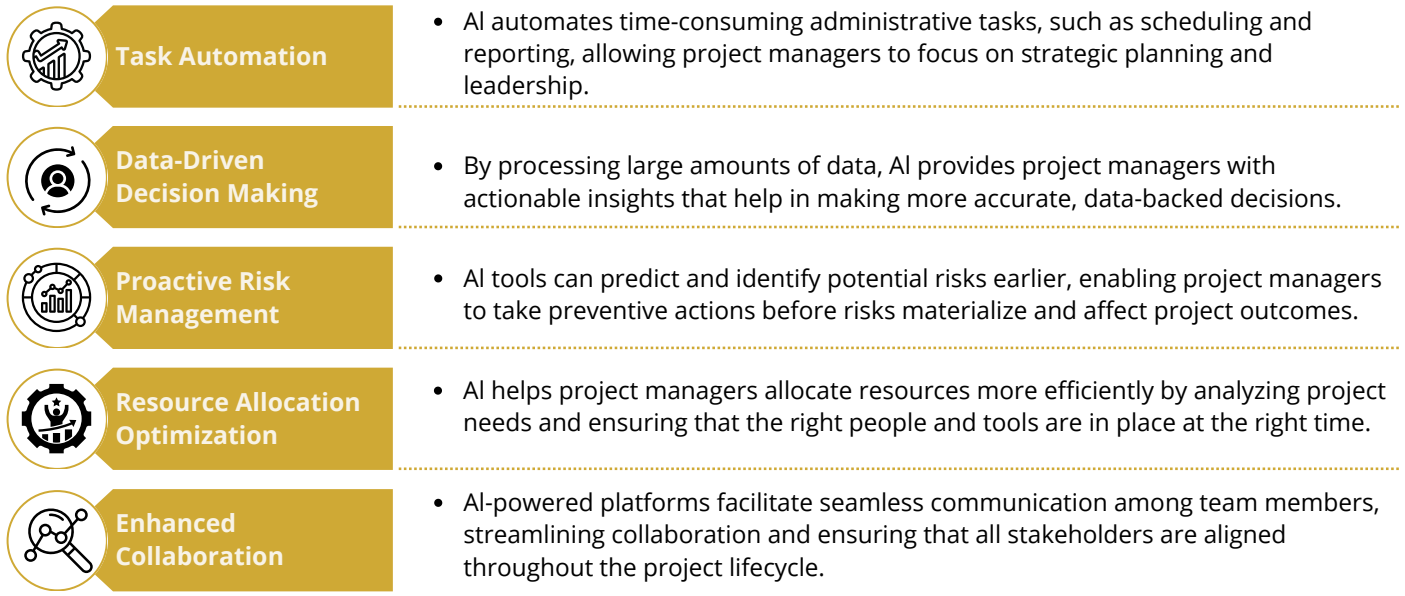 Task Automation
• AI automates time-consuming administrative tasks, such as scheduling and
reporting, allowing project managers to focus on strategic planning and
leadership.
Data-Driven
Decision Making
• By processing large amounts of data, AI provides project managers with
actionable insights that help in making more accurate, data-backed decisions.
Proactive Risk
Management
• AI tools can predict and identify potential risks earlier, enabling project managers
to take preventive actions before risks materialize and affect project outcomes.
Resource Allocation
Optimization
• AI helps project managers allocate resources more efficiently by analyzing project
needs and ensuring that the right people and tools are in place at the right time.
Enhanced
Collaboration
• AI-powered platforms facilitate seamless communication among team members,
streamlining collaboration and ensuring that all stakeholders are aligned
throughout the project lifecycle.